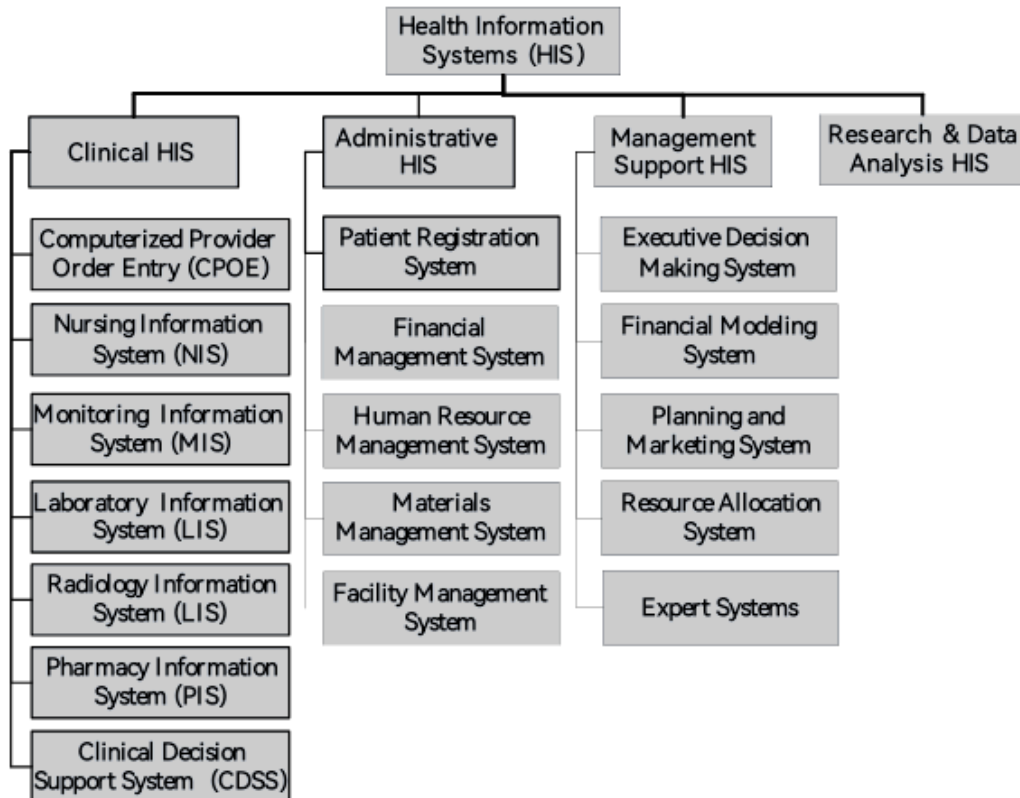 Health Information
Systems (HIS)
Clinical HIS
Administrative
HIS
Management
Support HIS
Research & Data
Analysis HIS
Computerized Provider
Order Entry (CPOE)
Nursing Information
System (NIS)
Monitoring Information
System (MIS)
Laboratory Information
System (LIS)
Radiology Information
System (LIS)
Pharmacy Information
System (PIS)
Clinical Decision
Support System (CDSS)
Patient Registration
System
Financial
Management System
Human Resource
Management System
Materials
Management System
Facility Management
System
Executive Decision
Making System
Financial Modeling
System
Planning and
Marketing System
Resource Allocation
System
Expert Systems